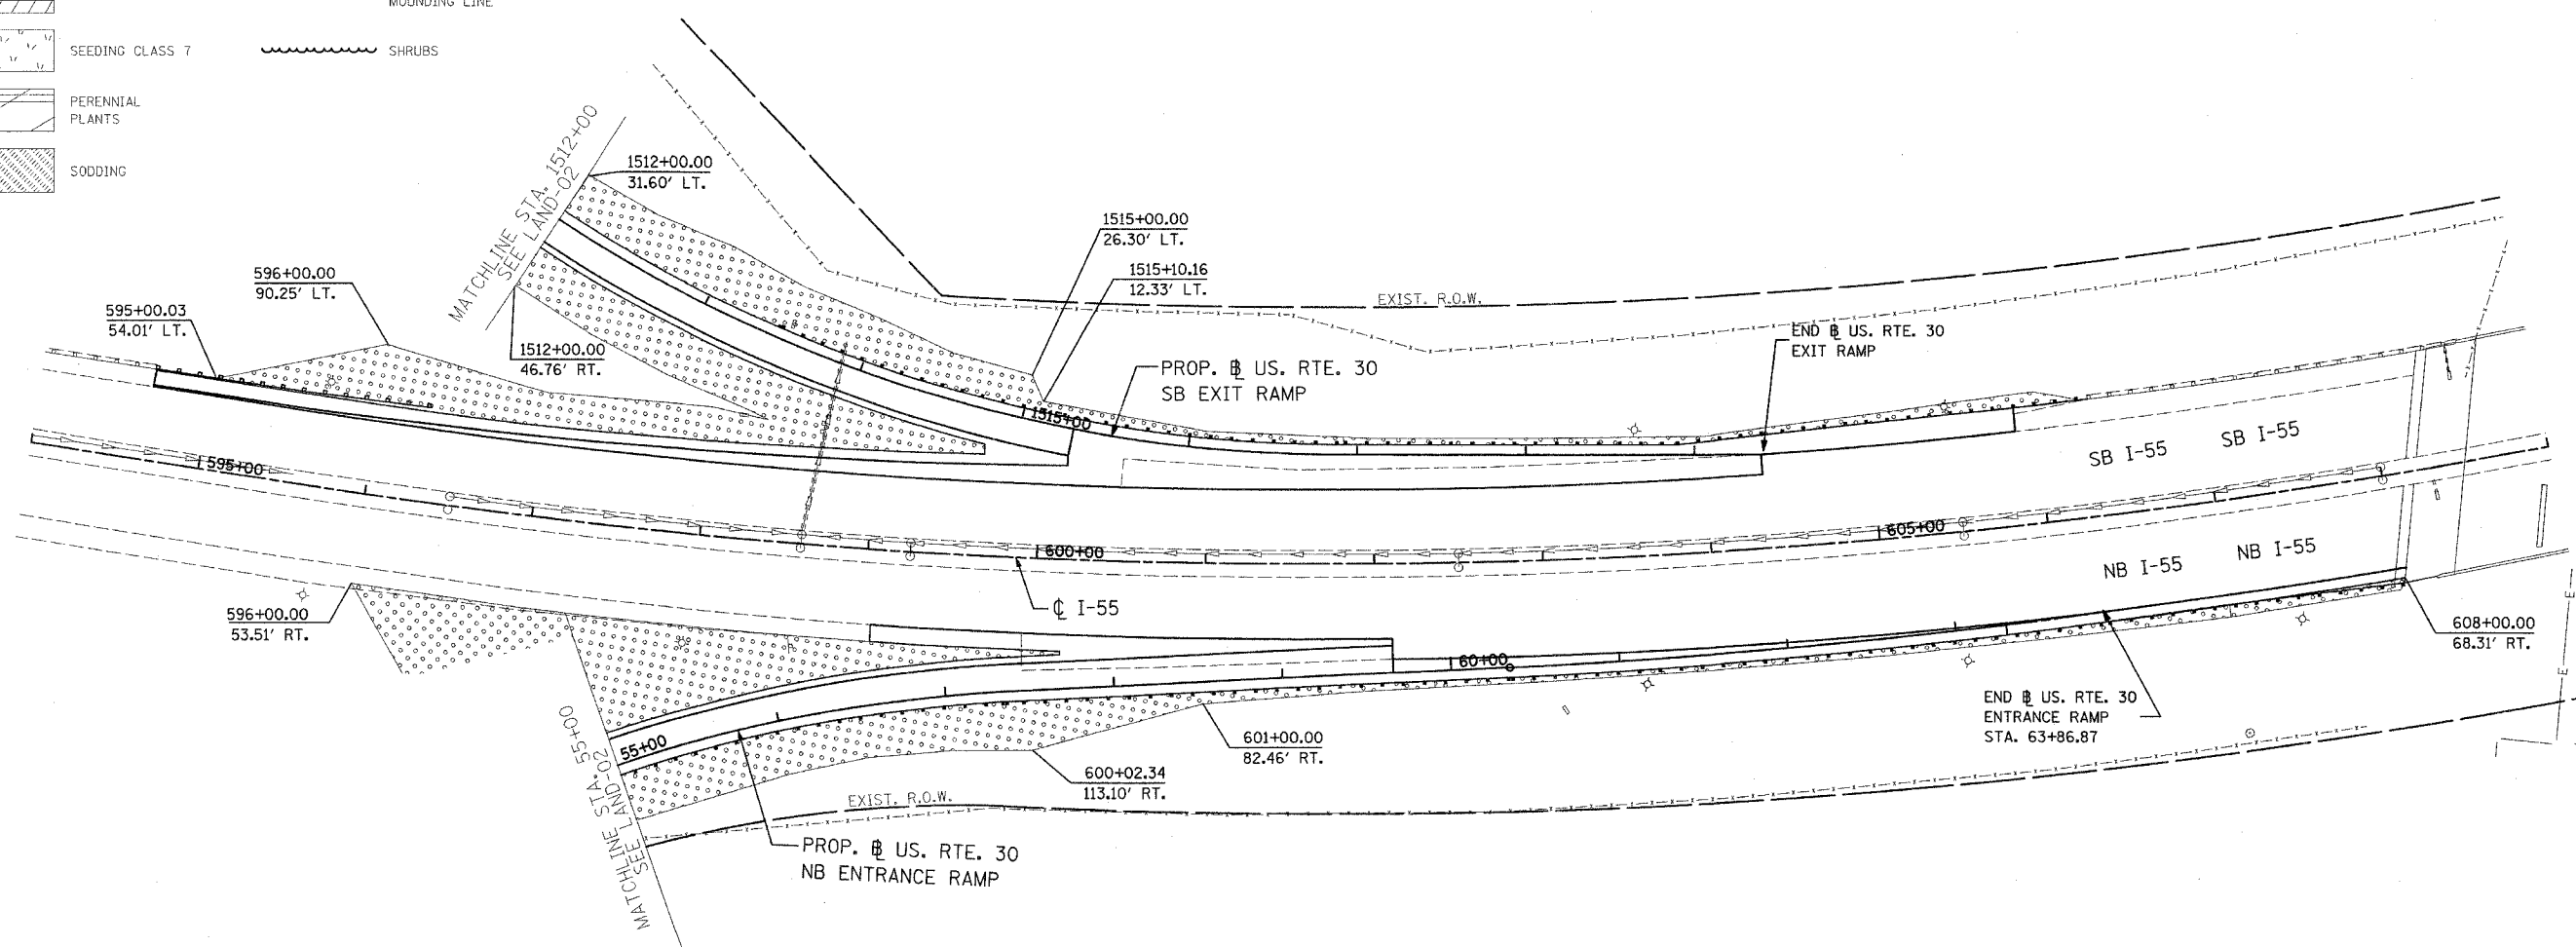 MOUNDING LINE
SEEDING CLASS 7
SHRUBS
PERENNIAL
PLANTS
SODDING
MATCHLINE STA. 1512+00
SEE LAND-02
1512+00.00
31.60' LT.
1515+00.00
26.30' LT.
1515+10.16
12.33' LT.
596+00.00
90.25' LT.
595+00.03
54.01' LT.
1512+00.00
46.76' RT.
EXIST. R.O.W.
END ⅊ US. RTE. 30
EXIT RAMP
PROP. ⅊ US. RTE. 30
SB EXIT RAMP
1515+00
SB I-55
SB I-55
595+00
600+00
605+00
NB I-55
NB I-55
℄ I-55
596+00.00
53.51' RT.
608+00.00
68.31' RT.
60+00
55+00
MATCHLINE STA. 55+00
SEE LAND-02
601+00.00
82.46' RT.
600+02.34
113.10' RT.
END ⅊ US. RTE. 30
ENTRANCE RAMP
STA. 63+86.87
EXIST. R.O.W.
PROP. ⅊ US. RTE. 30
NB ENTRANCE RAMP
E
E
E